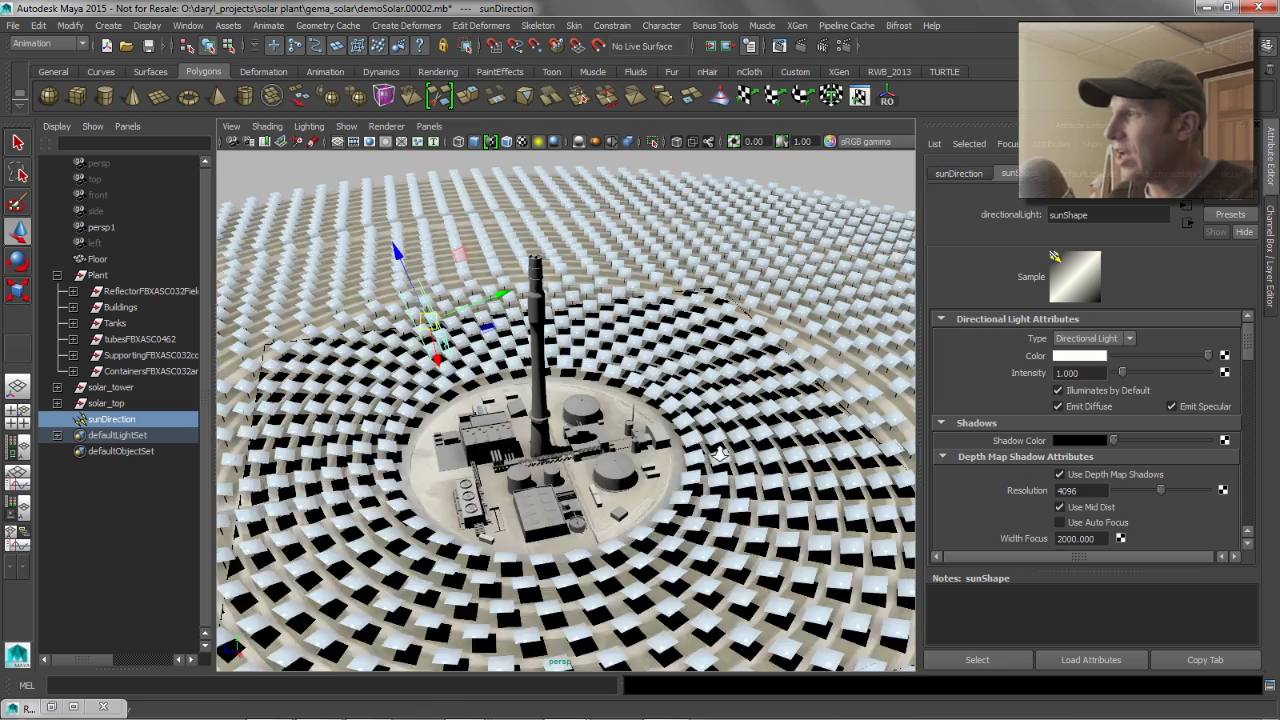 Autodesk Maya 2015 - Not for Resale: O:\daryl_projects\solar plant\gema_solar\demoSolar.00002.mb*   ---   sunDirection
File Edit Modify Create Display Window Assets Animate Geometry Cache Create Deformers Edit Deformers Skeleton Skin Constrain Character Bonus Tools Muscle XGen Pipeline Cache Bifrost Help
Animation No Live Surface
General Curves Surfaces Polygons Deformation Animation Dynamics Rendering PaintEffects Toon Muscle Fluids Fur nHair nCloth Custom XGen RWB_2013 TURTLE
RO
Display Show Panels
View Shading Lighting Show Renderer Panels
0.00 1.00 sRGB gamma
List Selected Focus
persp
top
front
side
persp1
left
Floor
Plant
ReflectorFBXASC032Fiel
Buildings
Tanks
tubesFBXASC0462
SupportingFBXASC032cc
ContainersFBXASC032ar
solar_tower
solar_top
sunDirection
defaultLightSet
defaultObjectSet
persp
sunDirection
directionalLight: sunShape
Presets
Show Hide
Sample
Directional Light Attributes
Type Directional Light
Color
Intensity 1.000
Illuminates by Default
Emit Diffuse Emit Specular
Shadows
Shadow Color
Depth Map Shadow Attributes
Use Depth Map Shadows
Resolution 4096
Use Mid Dist
Use Auto Focus
Width Focus 2000.000
Notes: sunShape
Select Load Attributes Copy Tab
Attribute Editor
Channel Box / Layer Editor
MEL
R...